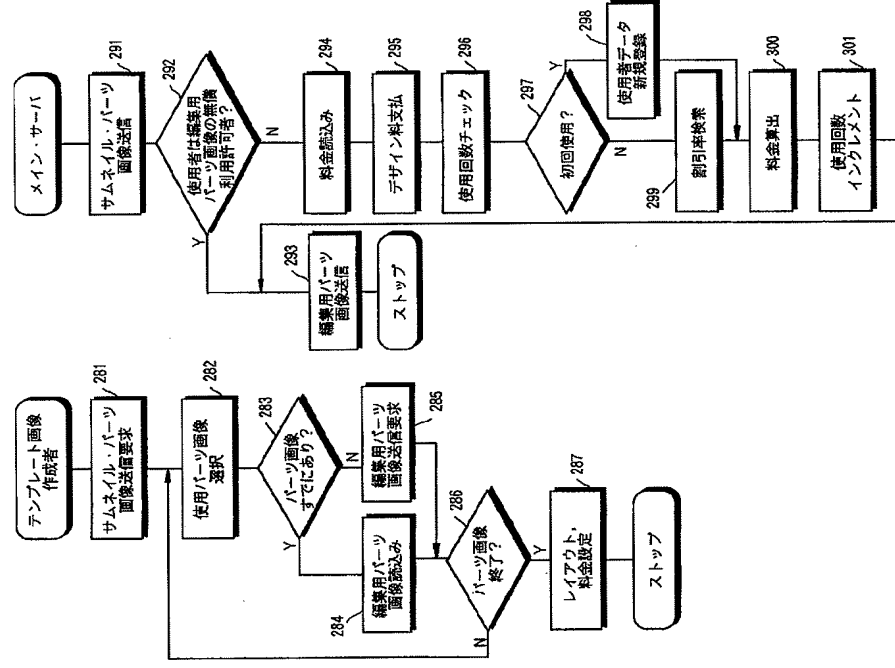 テンプレート画像
作成者
サムネイル・パーツ
画像送信要求
281
使用パーツ画像
選択
282
パーツ画像
すでにあり?
283
Y
N
編集用パーツ
画像読込み
284
編集用パーツ
画像送信要求
285
パーツ画像
終了?
286
N
Y
レイアウト,
料金設定
287
ストップ
メイン・サーバ
サムネイル・パーツ
画像送信
291
使用者は編集用
パーツ画像の無償
利用許可者?
292
Y
N
編集用パーツ
画像送信
293
ストップ
料金読込み
294
デザイン料支払
295
使用回数チェック
296
初回使用?
297
Y
N
使用者データ
新規登録
298
割引率検索
299
料金算出
300
使用回数
インクレメント
301